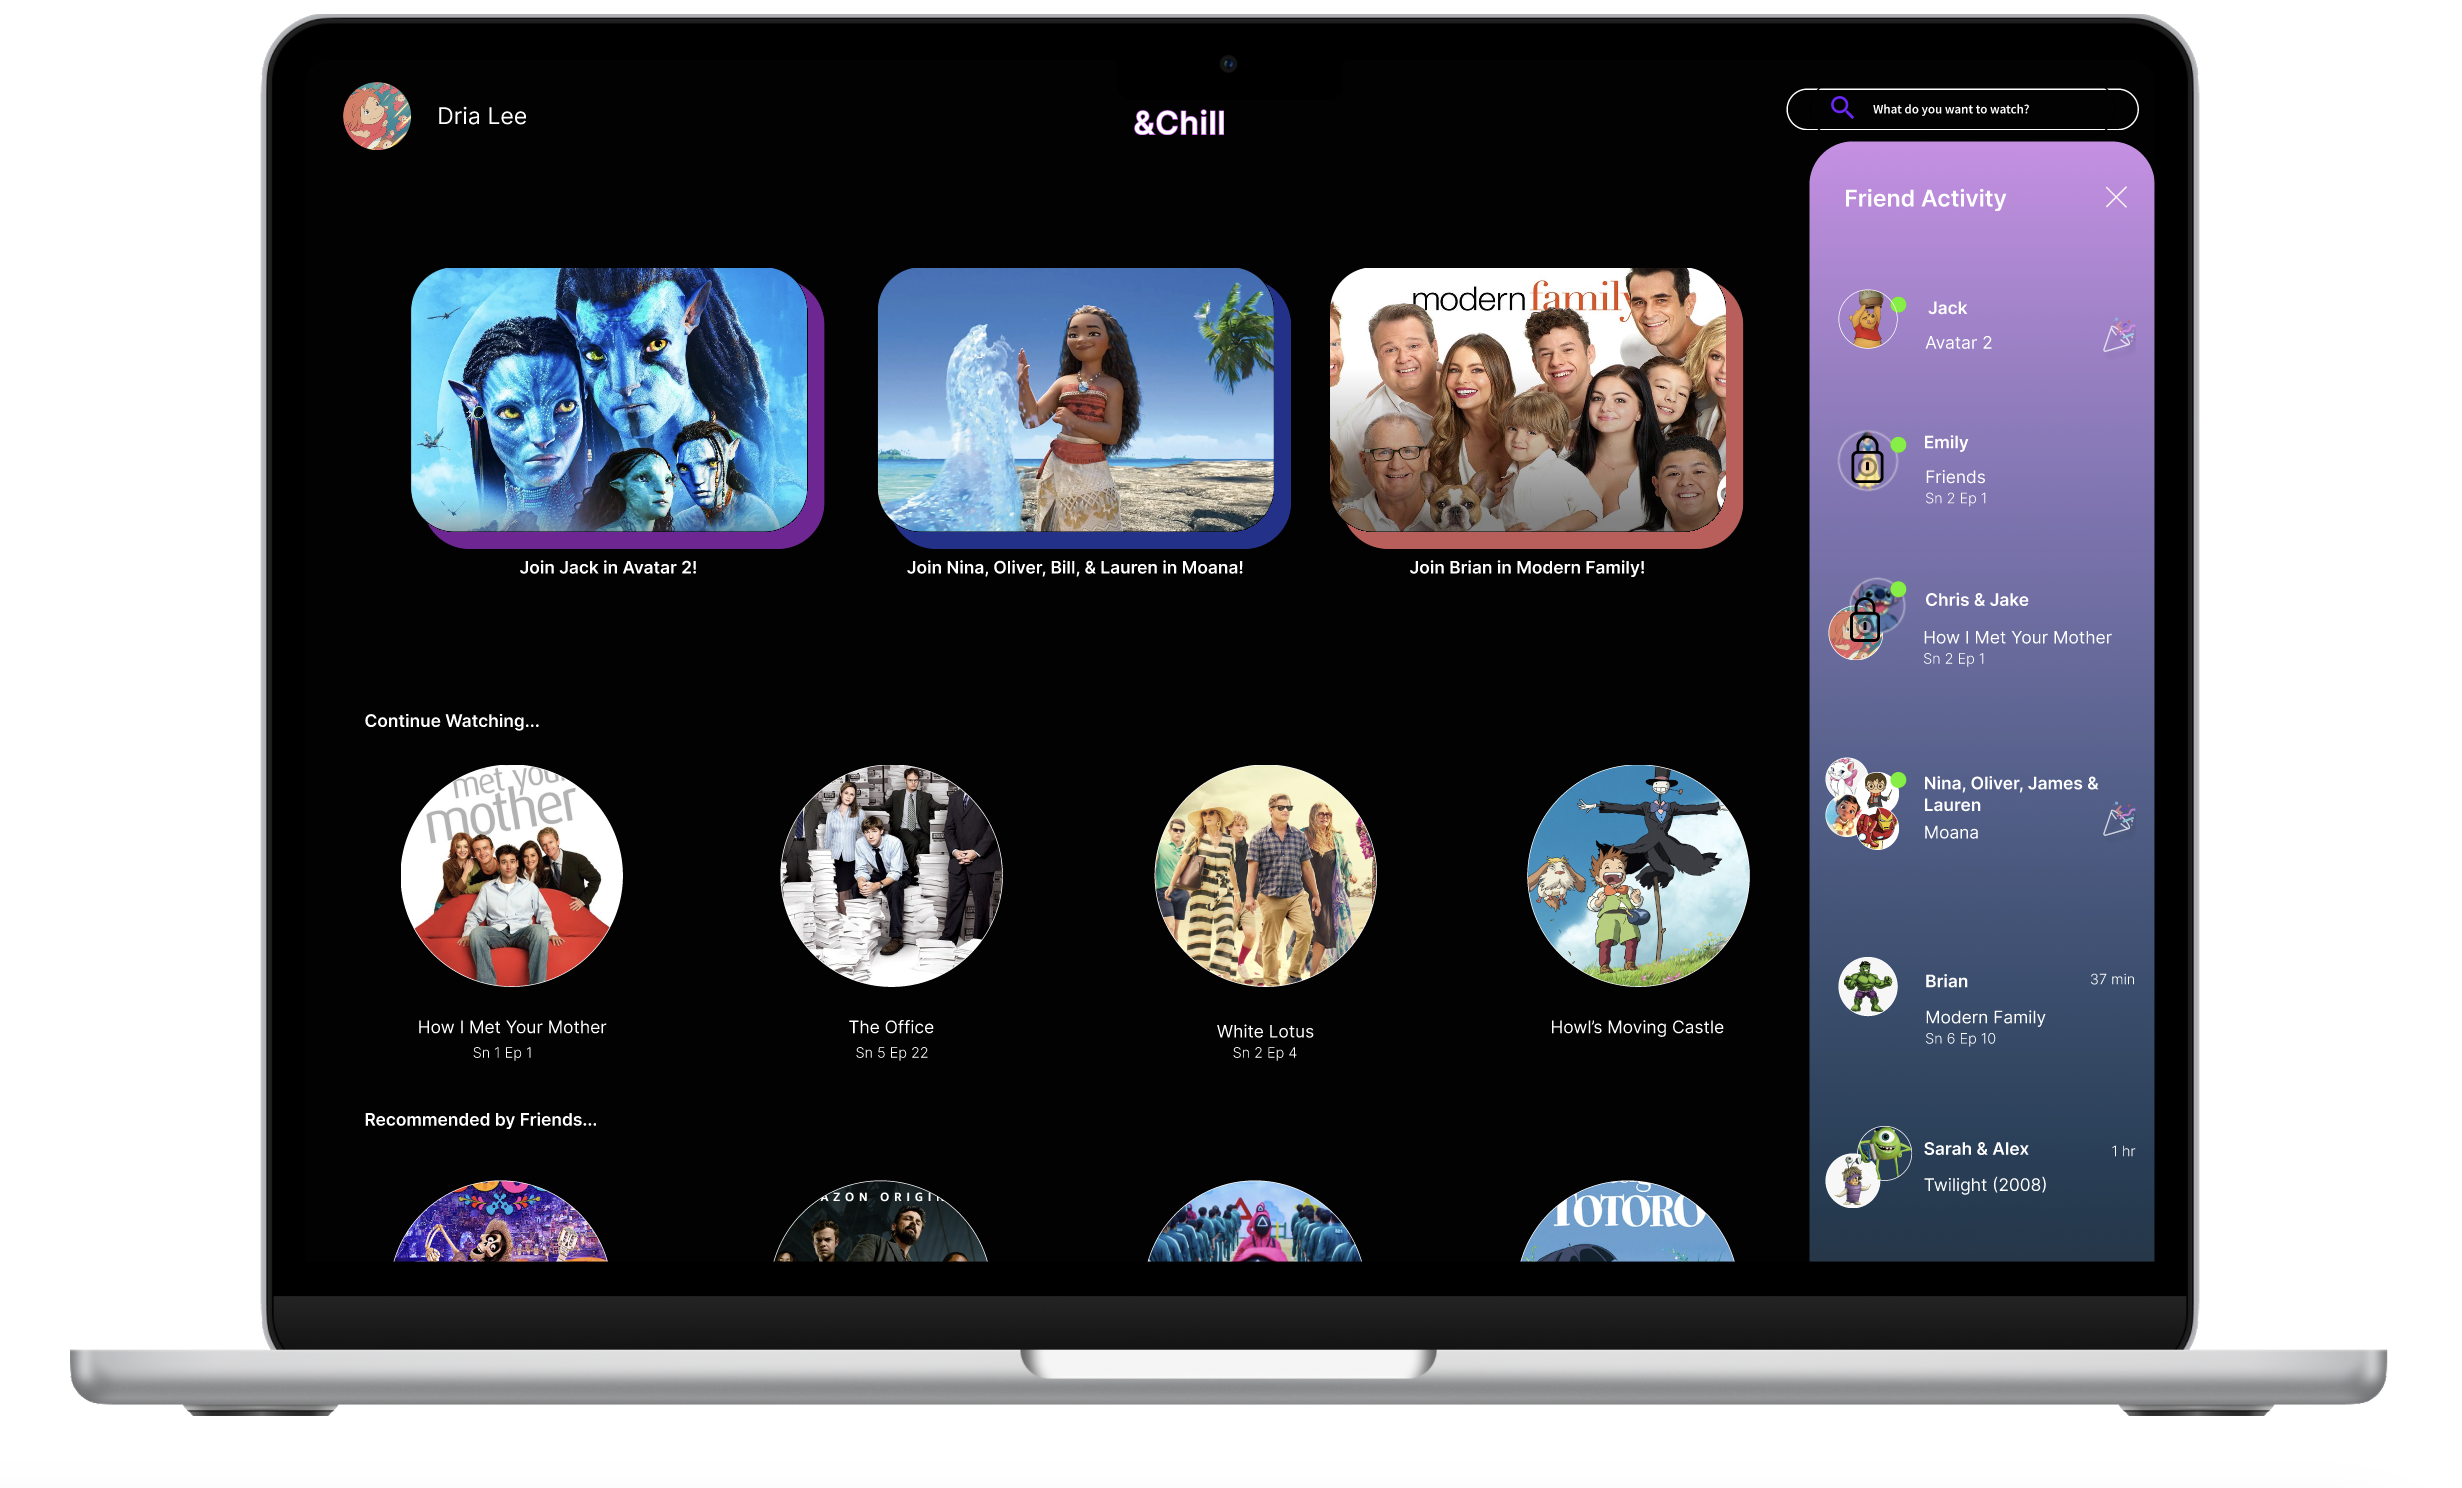 Dria Lee
&Chill
What do you want to watch?
modern family
Join Jack in Avatar 2!
Join Nina, Oliver, Bill, & Lauren in Moana!
Join Brian in Modern Family!
Continue Watching...
met your
mother
How I Met Your Mother
Sn 1 Ep 1
The Office
Sn 5 Ep 22
White Lotus
Sn 2 Ep 4
Howl's Moving Castle
Recommended by Friends...
AZON ORIGI
TOTORO
Friend Activity
Jack
Avatar 2
Emily
Friends
Sn 2 Ep 1
Chris & Jake
How I Met Your Mother
Sn 2 Ep 1
Nina, Oliver, James &
Lauren
Moana
Brian
37 min
Modern Family
Sn 6 Ep 10
Sarah & Alex
1 hr
Twilight (2008)